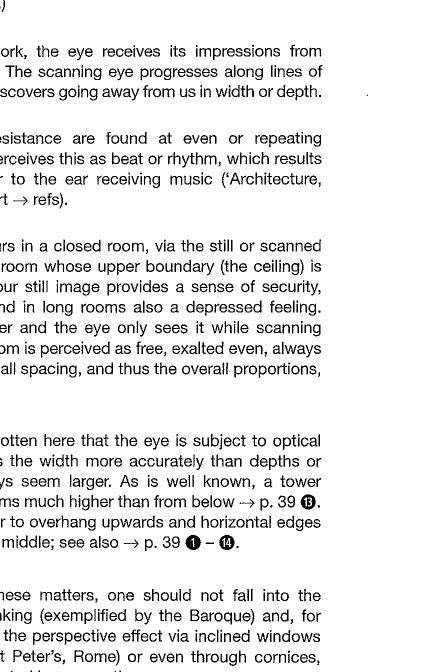 ork, the eye receives its impressions from
The scanning eye progresses along lines of
scovers going away from us in width or depth.
esistance are found at even or repeating
erceives this as beat or rhythm, which results
r to the ear receiving music ('Architecture,
rt → refs).
rs in a closed room, via the still or scanned
room whose upper boundary (the ceiling) is
our still image provides a sense of security,
nd in long rooms also a depressed feeling.
er and the eye only sees it while scanning
om is perceived as free, exalted even, always
all spacing, and thus the overall proportions,
otten here that the eye is subject to optical
s the width more accurately than depths or
ys seem larger. As is well known, a tower
ms much higher than from below → p. 39 ⓭.
r to overhang upwards and horizontal edges
middle; see also → p. 39 ❶ – ⓮.
hese matters, one should not fall into the
nking (exemplified by the Baroque) and, for
the perspective effect via inclined windows
t Peter's, Rome) or even through cornices,